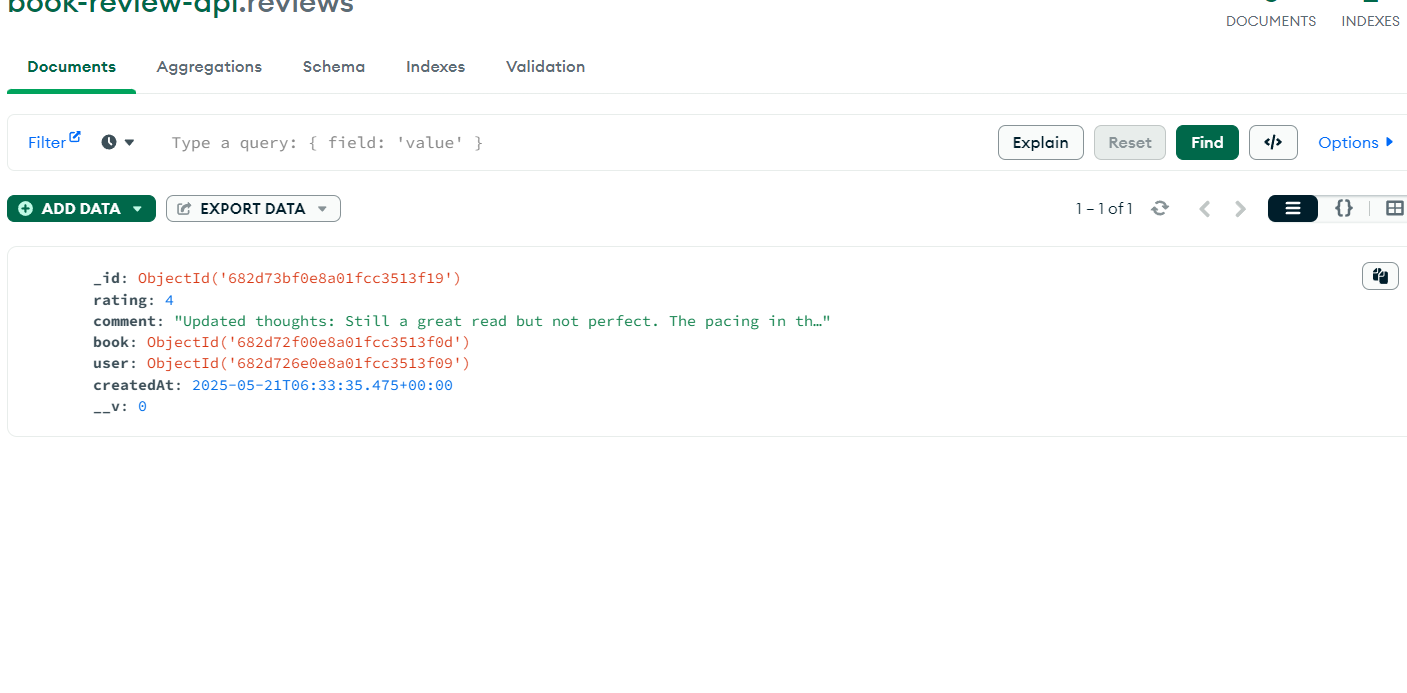 book-review-api.reviews
DOCUMENTS INDEXES
Documents Aggregations Schema Indexes Validation
Filter Type a query: { field: 'value' } Explain Reset Find </> Options
ADD DATA EXPORT DATA 1 – 1 of 1 {}
_id: ObjectId('682d73bf0e8a01fcc3513f19')
rating: 4
comment: "Updated thoughts: Still a great read but not perfect. The pacing in th…"
book: ObjectId('682d72f00e8a01fcc3513f0d')
user: ObjectId('682d726e0e8a01fcc3513f09')
createdAt: 2025-05-21T06:33:35.475+00:00
__v: 0